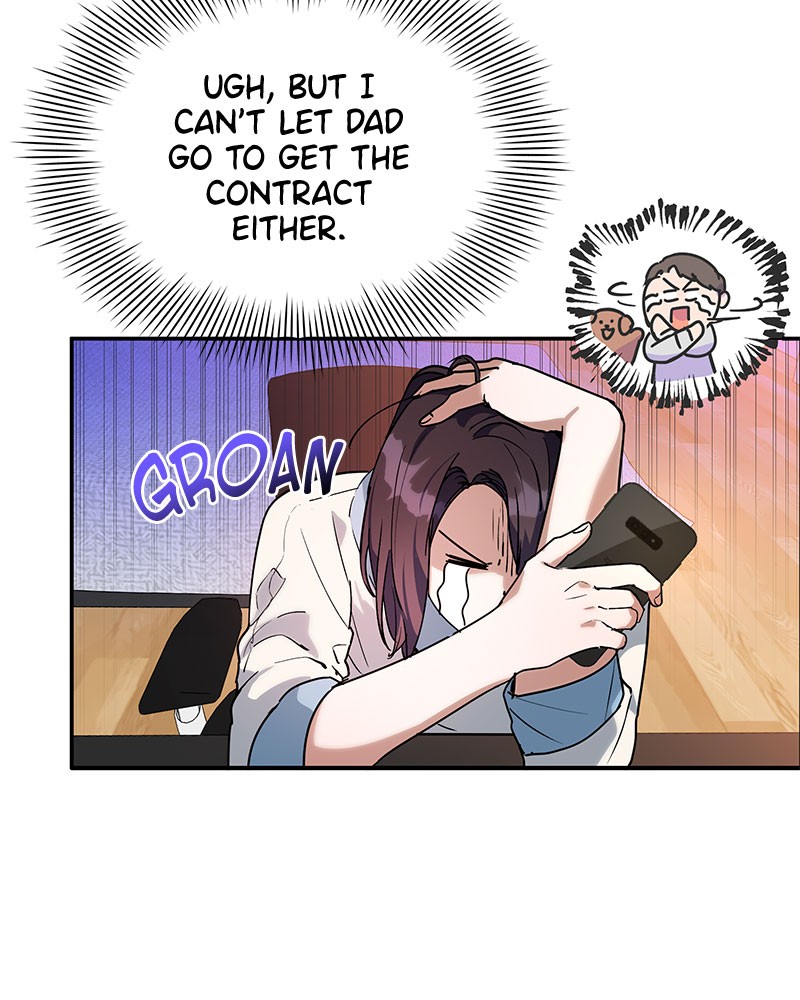 UGH, BUT I
CAN'T LET DAD
GO TO GET THE
CONTRACT
EITHER.
GROAN